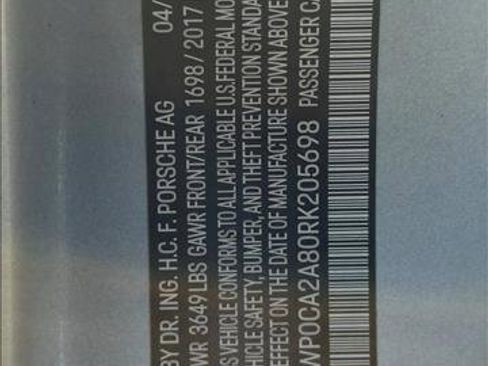 BY DR. ING. H.C. F. PORSCHE AG 04/
WR 3649 LBS GAWR FRONT/REAR 1698 / 2017
S VEHICLE CONFORMS TO ALL APPLICABLE U.S. FEDERAL MO
HICLE SAFETY, BUMPER, AND THEFT PREVENTION STANDA
EFFECT ON THE DATE OF MANUFACTURE SHOWN ABOVE
WP0CA2A80RK205698 PASSENGER CA